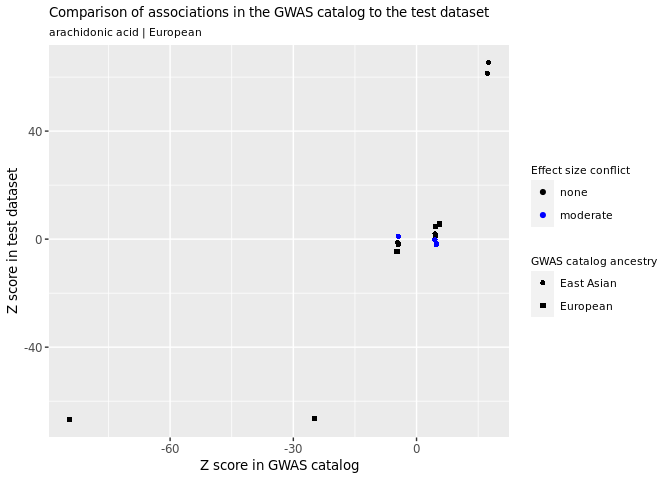 Comparison of associations in the GWAS catalog to the test dataset
arachidonic acid | European
Z score in test dataset
40
0
-40
-60
-30
0
Z score in GWAS catalog
Effect size conflict
none
moderate
GWAS catalog ancestry
East Asian
European